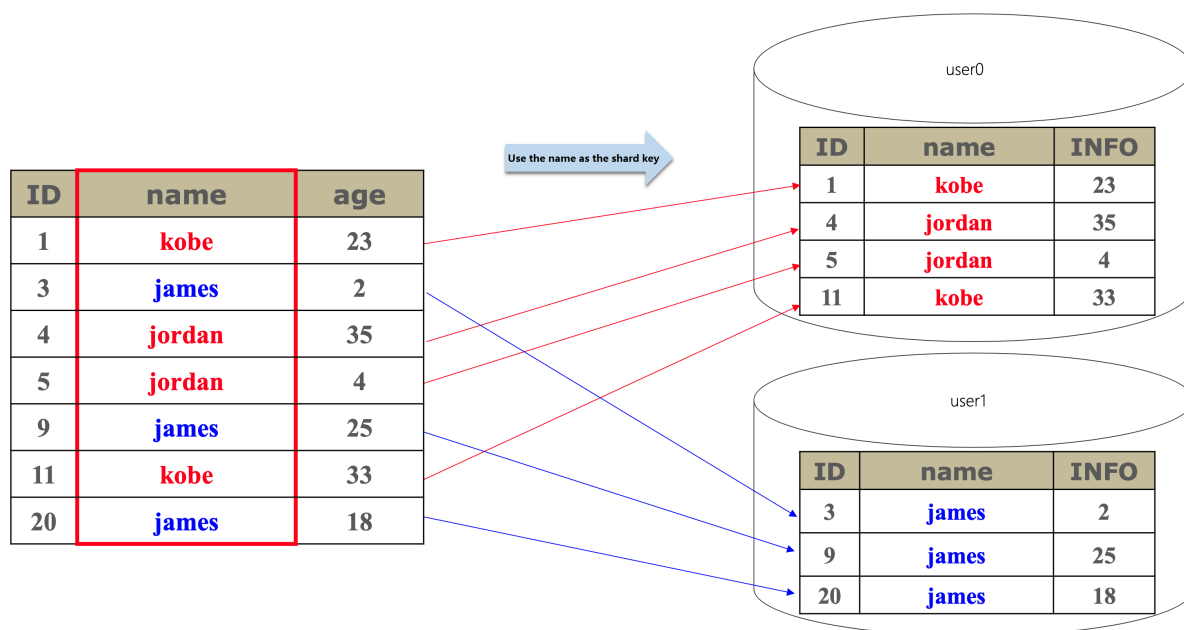 ID name age
1 kobe 23
3 james 2
4 jordan 35
5 jordan 4
9 james 25
11 kobe 33
20 james 18
Use the name as the shard key
user0
ID name INFO
1 kobe 23
4 jordan 35
5 jordan 4
11 kobe 33
user1
ID name INFO
3 james 2
9 james 25
20 james 18